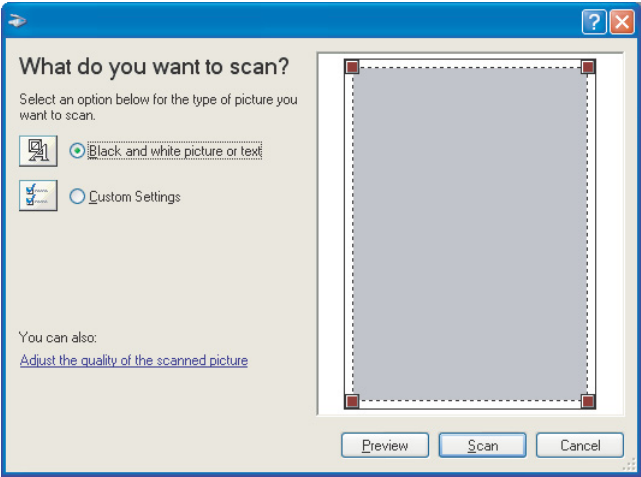 What do you want to scan?
Select an option below for the type of picture you
want to scan.
Black and white picture or text
Custom Settings
You can also:
Adjust the quality of the scanned picture
Preview
Scan
Cancel